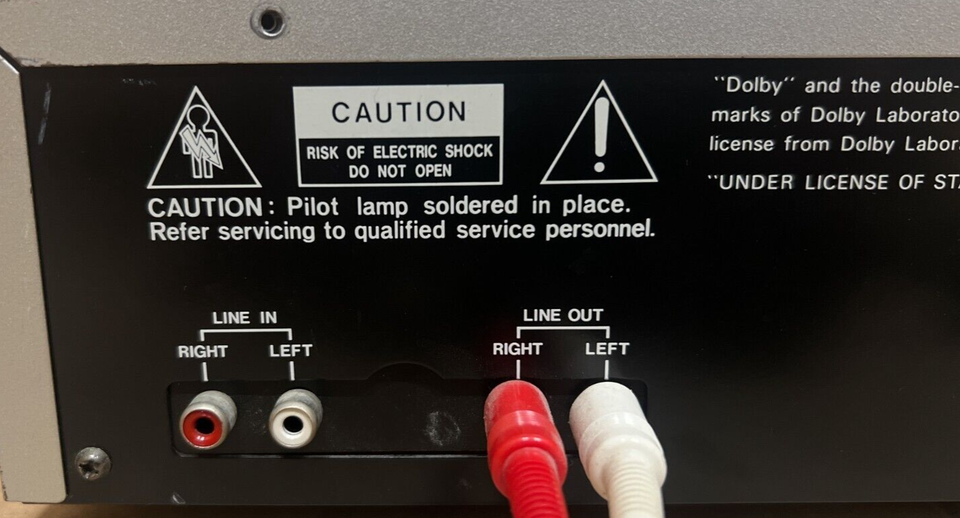 CAUTION
RISK OF ELECTRIC SHOCK
DO NOT OPEN
CAUTION: Pilot lamp soldered in place.
Refer servicing to qualified service personnel.
"Dolby" and the double-
marks of Dolby Laborato
license from Dolby Labor
"UNDER LICENSE OF STA
LINE IN
RIGHT LEFT
LINE OUT
RIGHT LEFT